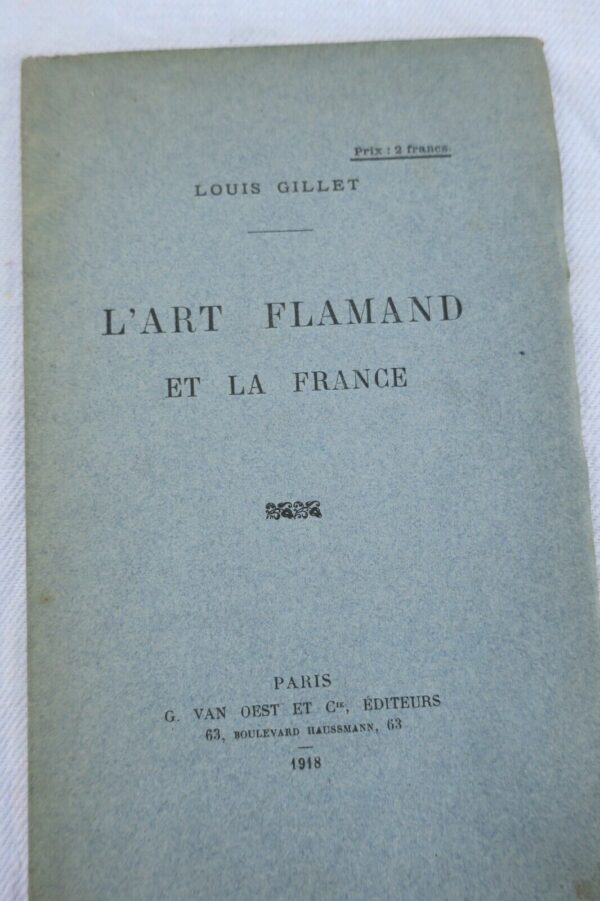 Prix : 2 francs.
LOUIS GILLET
L'ART FLAMAND
ET LA FRANCE
PARIS
G. VAN OEST ET Cie, ÉDITEURS
63, BOULEVARD HAUSSMANN, 63
1918